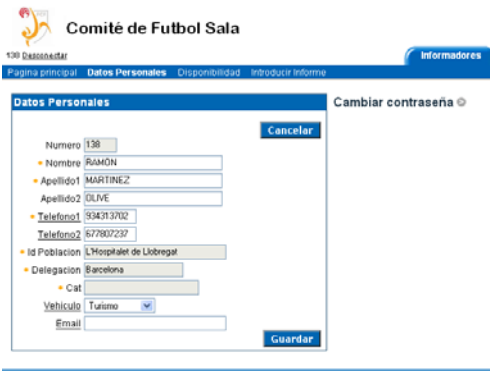 Comité de Futbol Sala
138 Desconectar
Informadores
Pagina principal Datos Personales Disponibilidad Introducir Informe
Datos Personales
Cambiar contraseña
Cancelar
Numero 138
Nombre RAMÓN
Apellido1 MARTINEZ
Apellido2 OLIVE
Telefono1 934313702
Telefono2 677807237
Id Poblacion L'Hospitalet de Llobregat
Delegacion Barcelona
Cat
Vehiculo Turismo
Email
Guardar